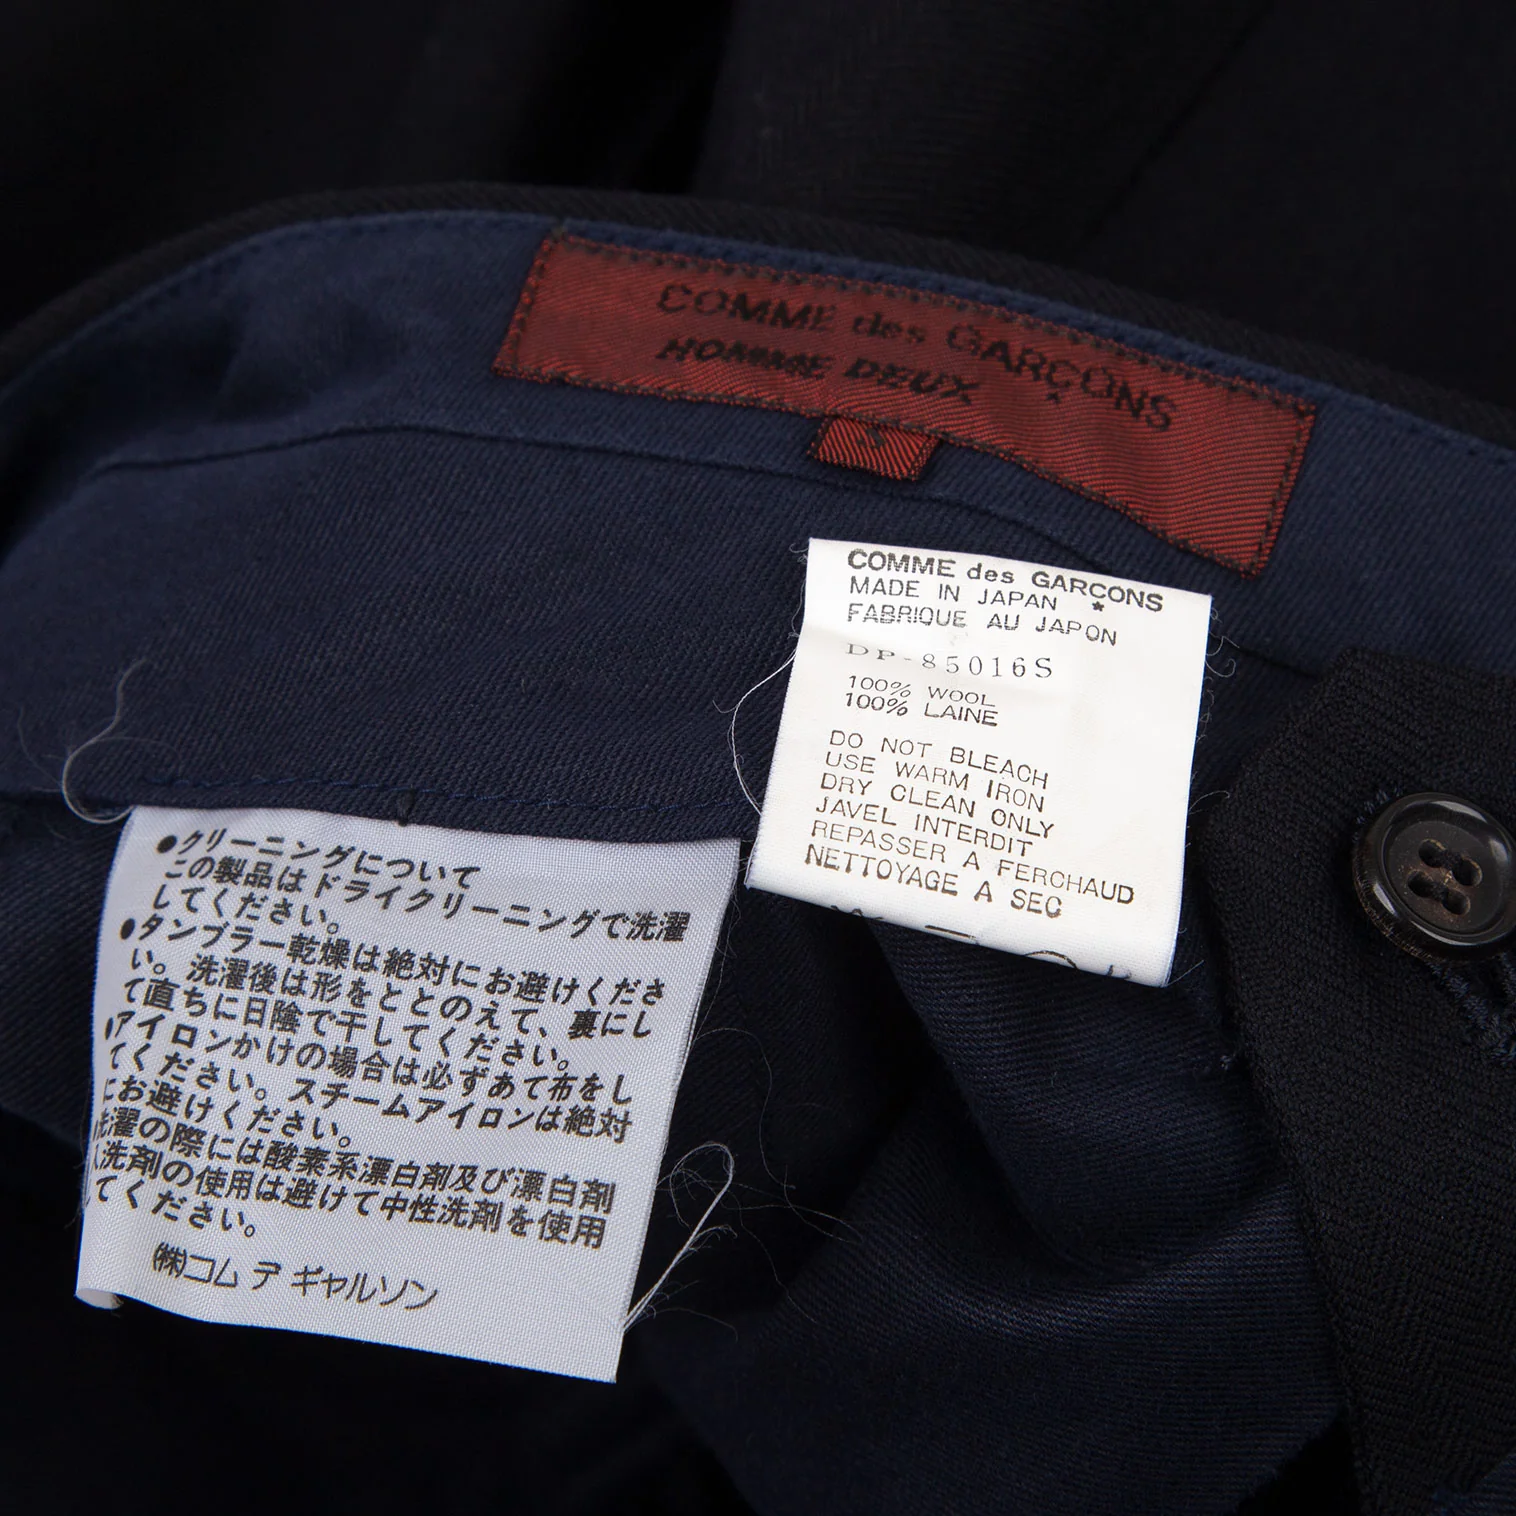 COMME des GARÇONS
HOMME DEUX
COMME des GARCONS
MADE IN JAPAN *
FABRIQUE AU JAPON
DP-85016S
100% WOOL
100% LAINE
DO NOT BLEACH
USE WARM IRON
DRY CLEAN ONLY
JAVEL INTERDIT
REPASSER A FERCHAUD
NETTOYAGE A SEC
●クリーニングについて
この製品はドライクリーニングで洗濯
してください。
●タンブラー乾燥は絶対にお避けくださ
い。洗濯後は形をととのえて、裏にし
て直ちに日陰で干してください。
●アイロンかけの場合は必ずあて布をし
てください。スチームアイロンは絶対
にお避けください。
洗濯の際には酸素系漂白剤及び漂白剤
入洗剤の使用は避けて中性洗剤を使用
てください。
(株)コム デ ギャルソン